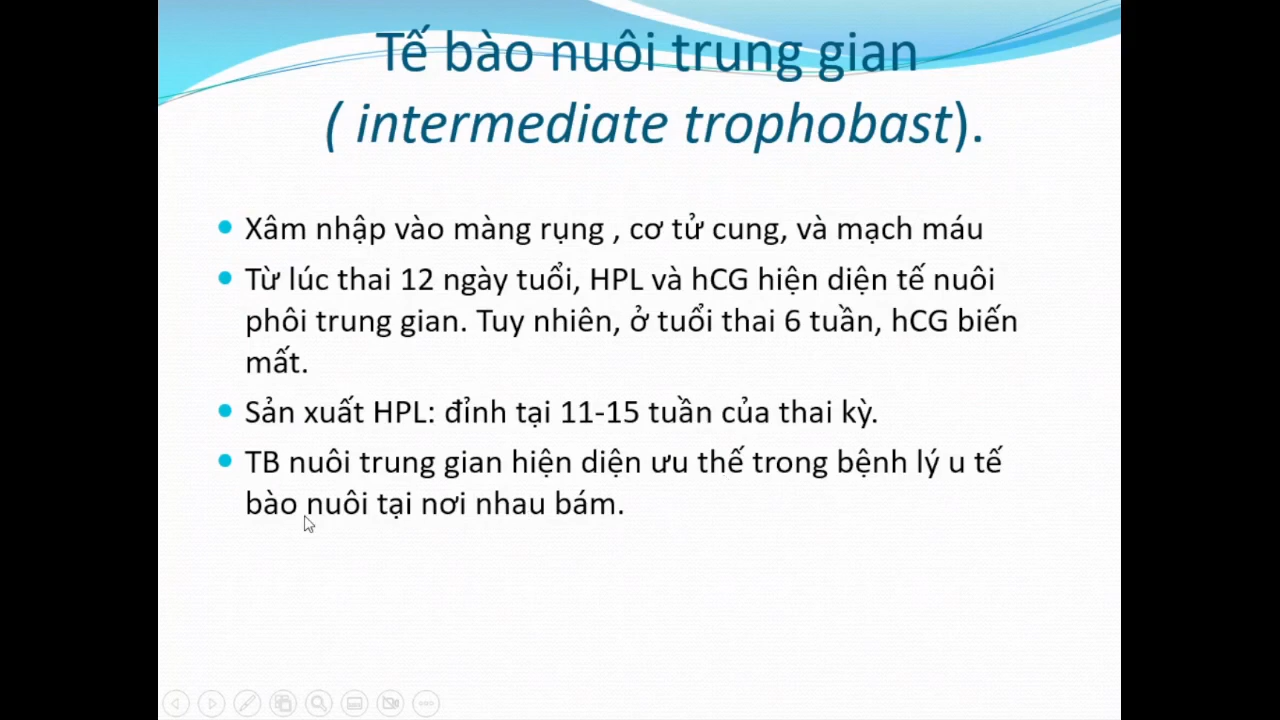 Tế bào nuôi trung gian
( intermediate trophobast).
Xâm nhập vào màng rụng , cơ tử cung, và mạch máu
Từ lúc thai 12 ngày tuổi, HPL và hCG hiện diện tế nuôi
phôi trung gian. Tuy nhiên, ở tuổi thai 6 tuần, hCG biến
mất.
Sản xuất HPL: đỉnh tại 11-15 tuần của thai kỳ.
TB nuôi trung gian hiện diện ưu thế trong bệnh lý u tế
bào nuôi tại nơi nhau bám.